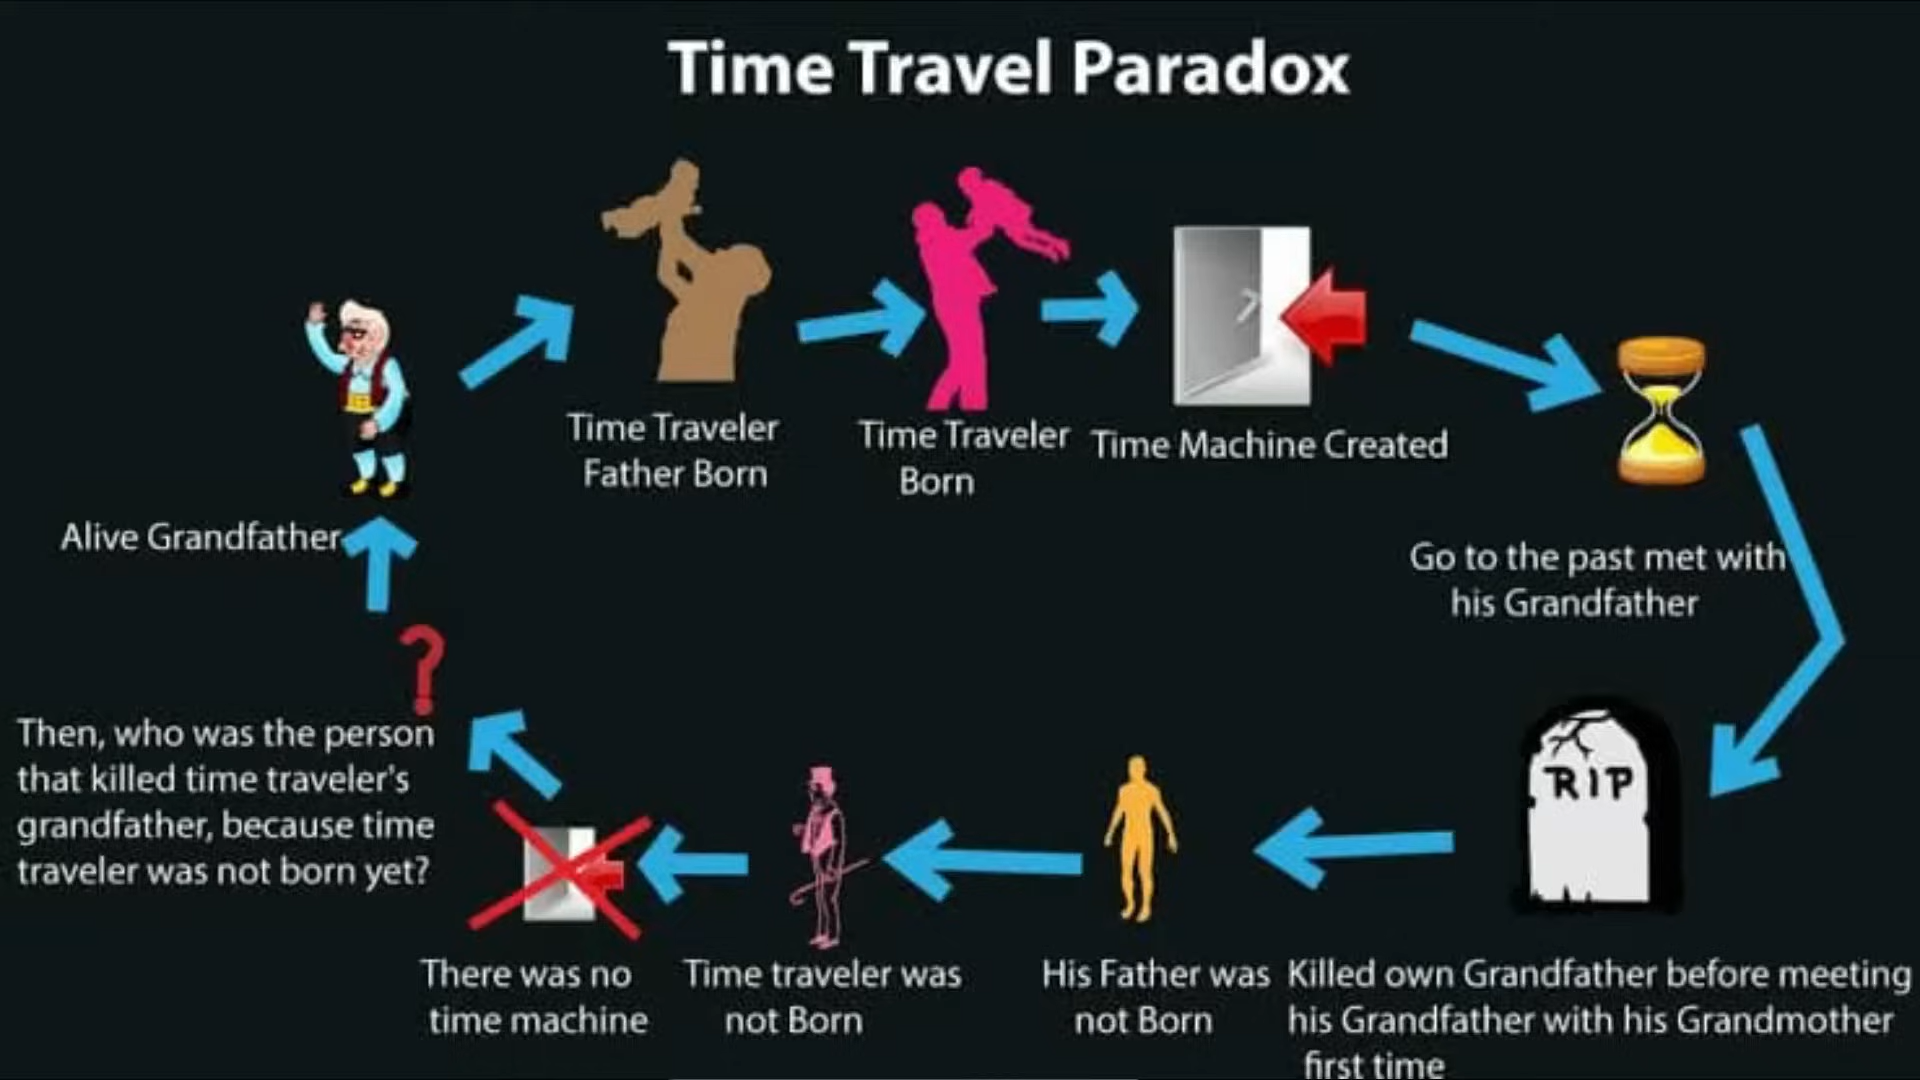 Time Travel Paradox
Time Traveler
Father Born
Time Traveler
Born
Time Machine Created
Alive Grandfather
Go to the past met with
his Grandfather
?
RIP
Then, who was the person
that killed time traveler's
grandfather, because time
traveler was not born yet?
There was no
time machine
Time traveler was
not Born
His Father was
not Born
Killed own Grandfather before meeting
his Grandfather with his Grandmother
first time